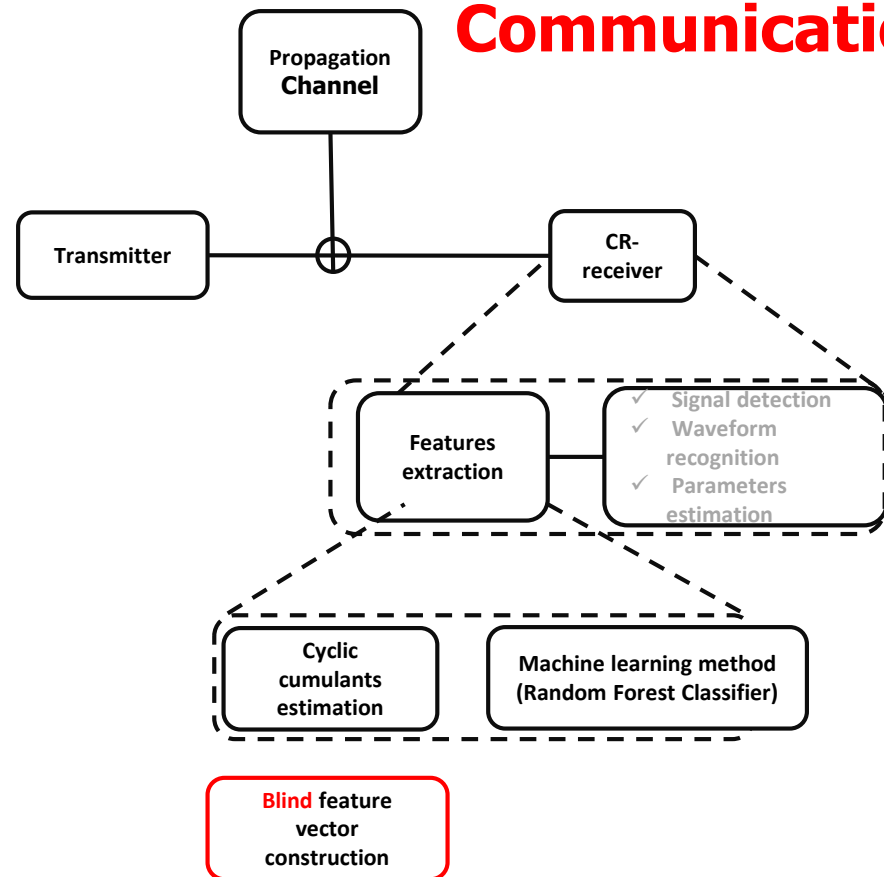 Communicatio
Propagation
Channel
Transmitter
CR-
receiver
Features
extraction
✓ Signal detection
✓ Waveform
recognition
✓ Parameters
estimation
Cyclic
cumulants
estimation
Machine learning method
(Random Forest Classifier)
Blind feature
vector
construction